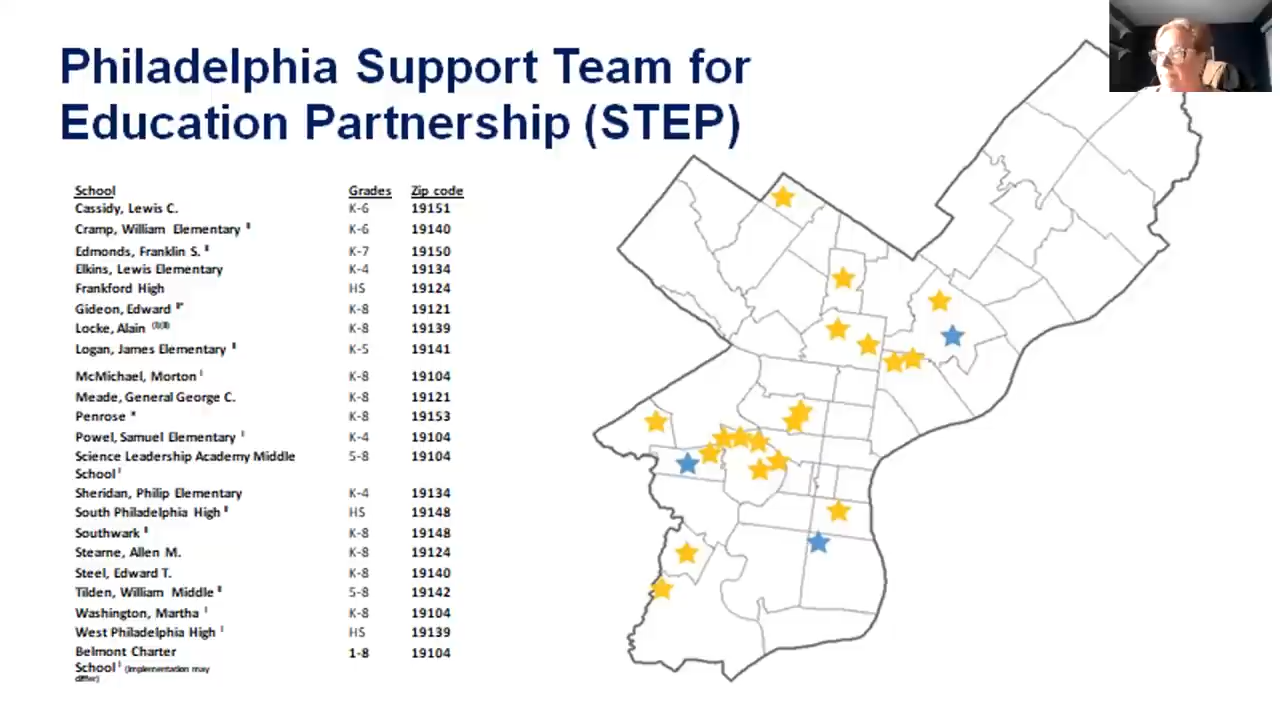 Philadelphia Support Team for
Education Partnership (STEP)
School Grades Zip code
Cassidy, Lewis C. K-6 19151
Cramp, William Elementary K-6 19140
Edmonds, Franklin S. K-7 19150
Elkins, Lewis Elementary K-4 19134
Frankford High HS 19124
Gideon, Edward K-8 19121
Locke, Alain K-8 19139
Logan, James Elementary K-5 19141
McMichael, Morton K-8 19104
Meade, General George C. K-8 19121
Penrose * K-8 19153
Powel, Samuel Elementary K-4 19104
Science Leadership Academy Middle 5-8 19104
School
Sheridan, Philip Elementary K-4 19134
South Philadelphia High HS 19148
Southwark K-8 19148
Stearne, Allen M. K-8 19124
Steel, Edward T. K-8 19140
Tilden, William Middle 5-8 19142
Washington, Martha K-8 19104
West Philadelphia High HS 19139
Belmont Charter 1-8 19104
School (Implementation may
differ)